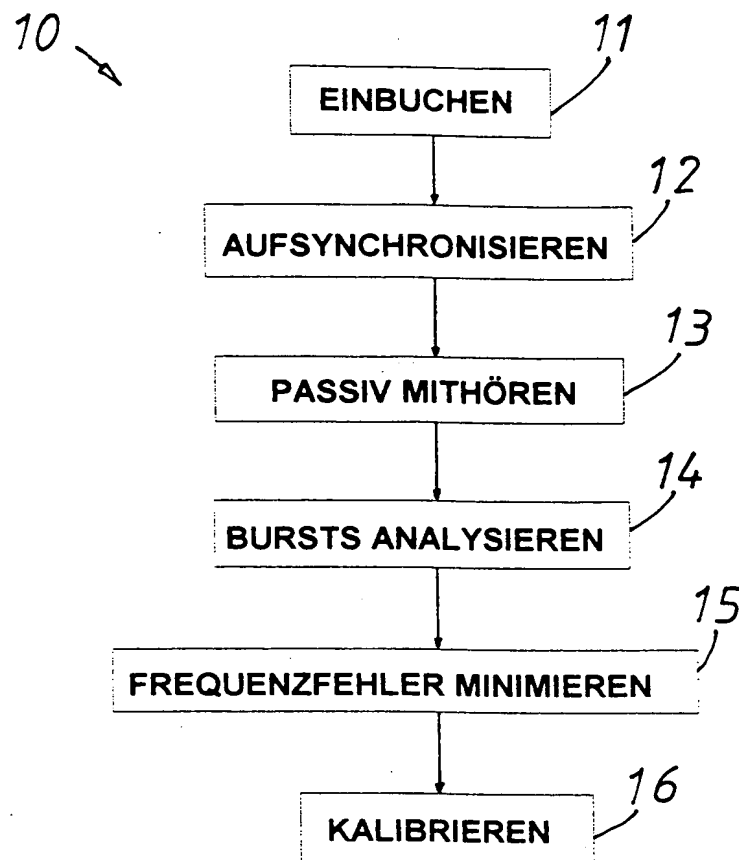 10
11
EINBUCHEN
12
AUFSYNCHRONISIEREN
13
PASSIV MITHÖREN
14
BURSTS ANALYSIEREN
15
FREQUENZFEHLER MINIMIEREN
16
KALIBRIEREN